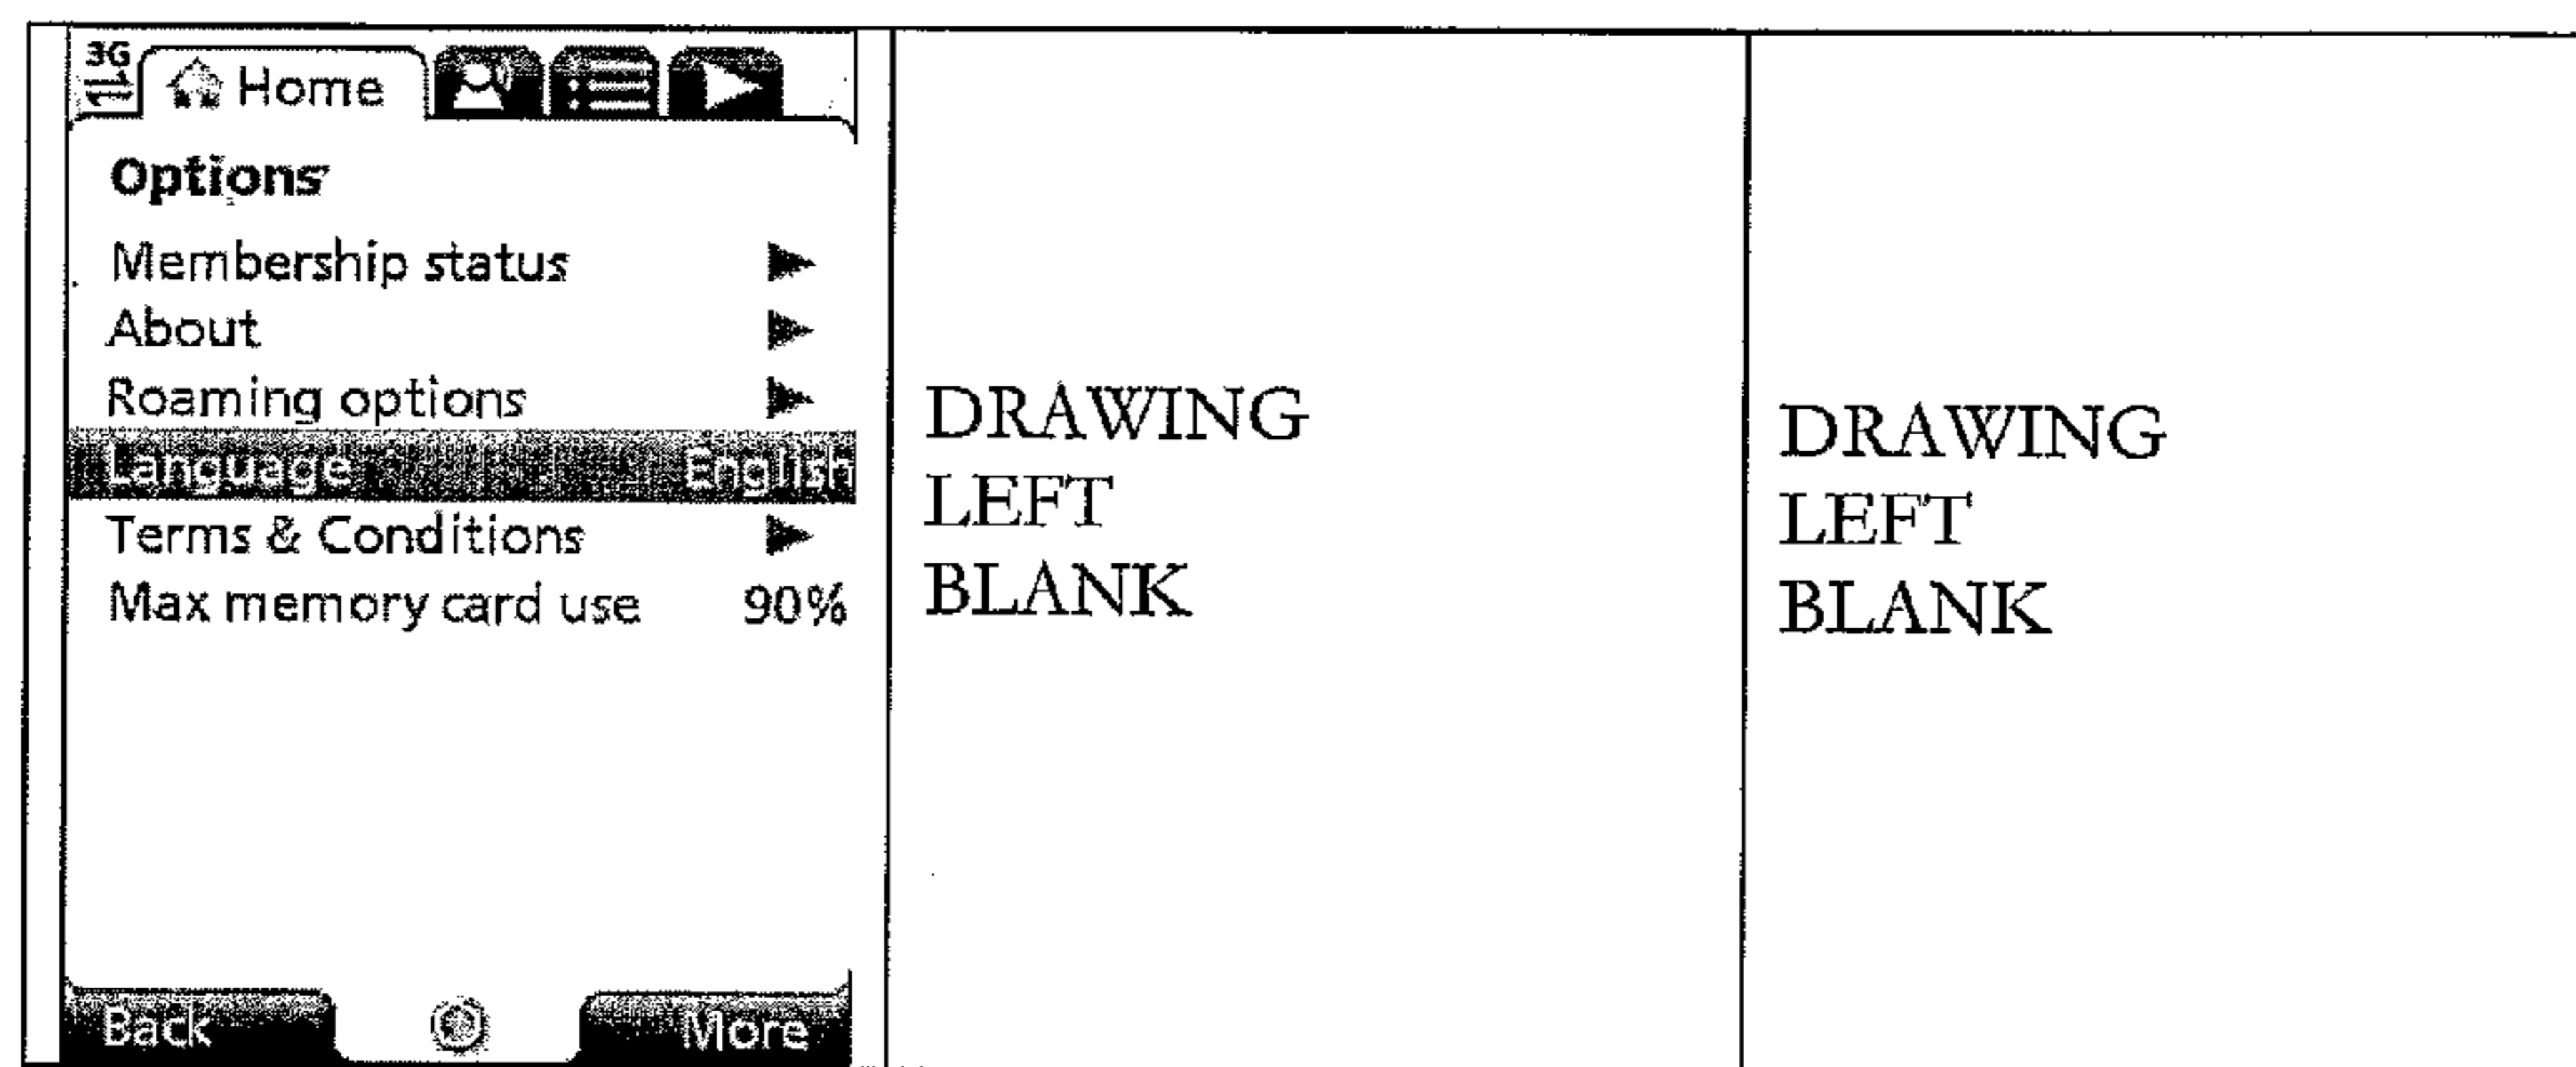 3G
Home
Options
Membership status
About
Roaming options
Language English
Terms & Conditions
Max memory card use 90%
Back More
DRAWING
LEFT
BLANK
DRAWING
LEFT
BLANK